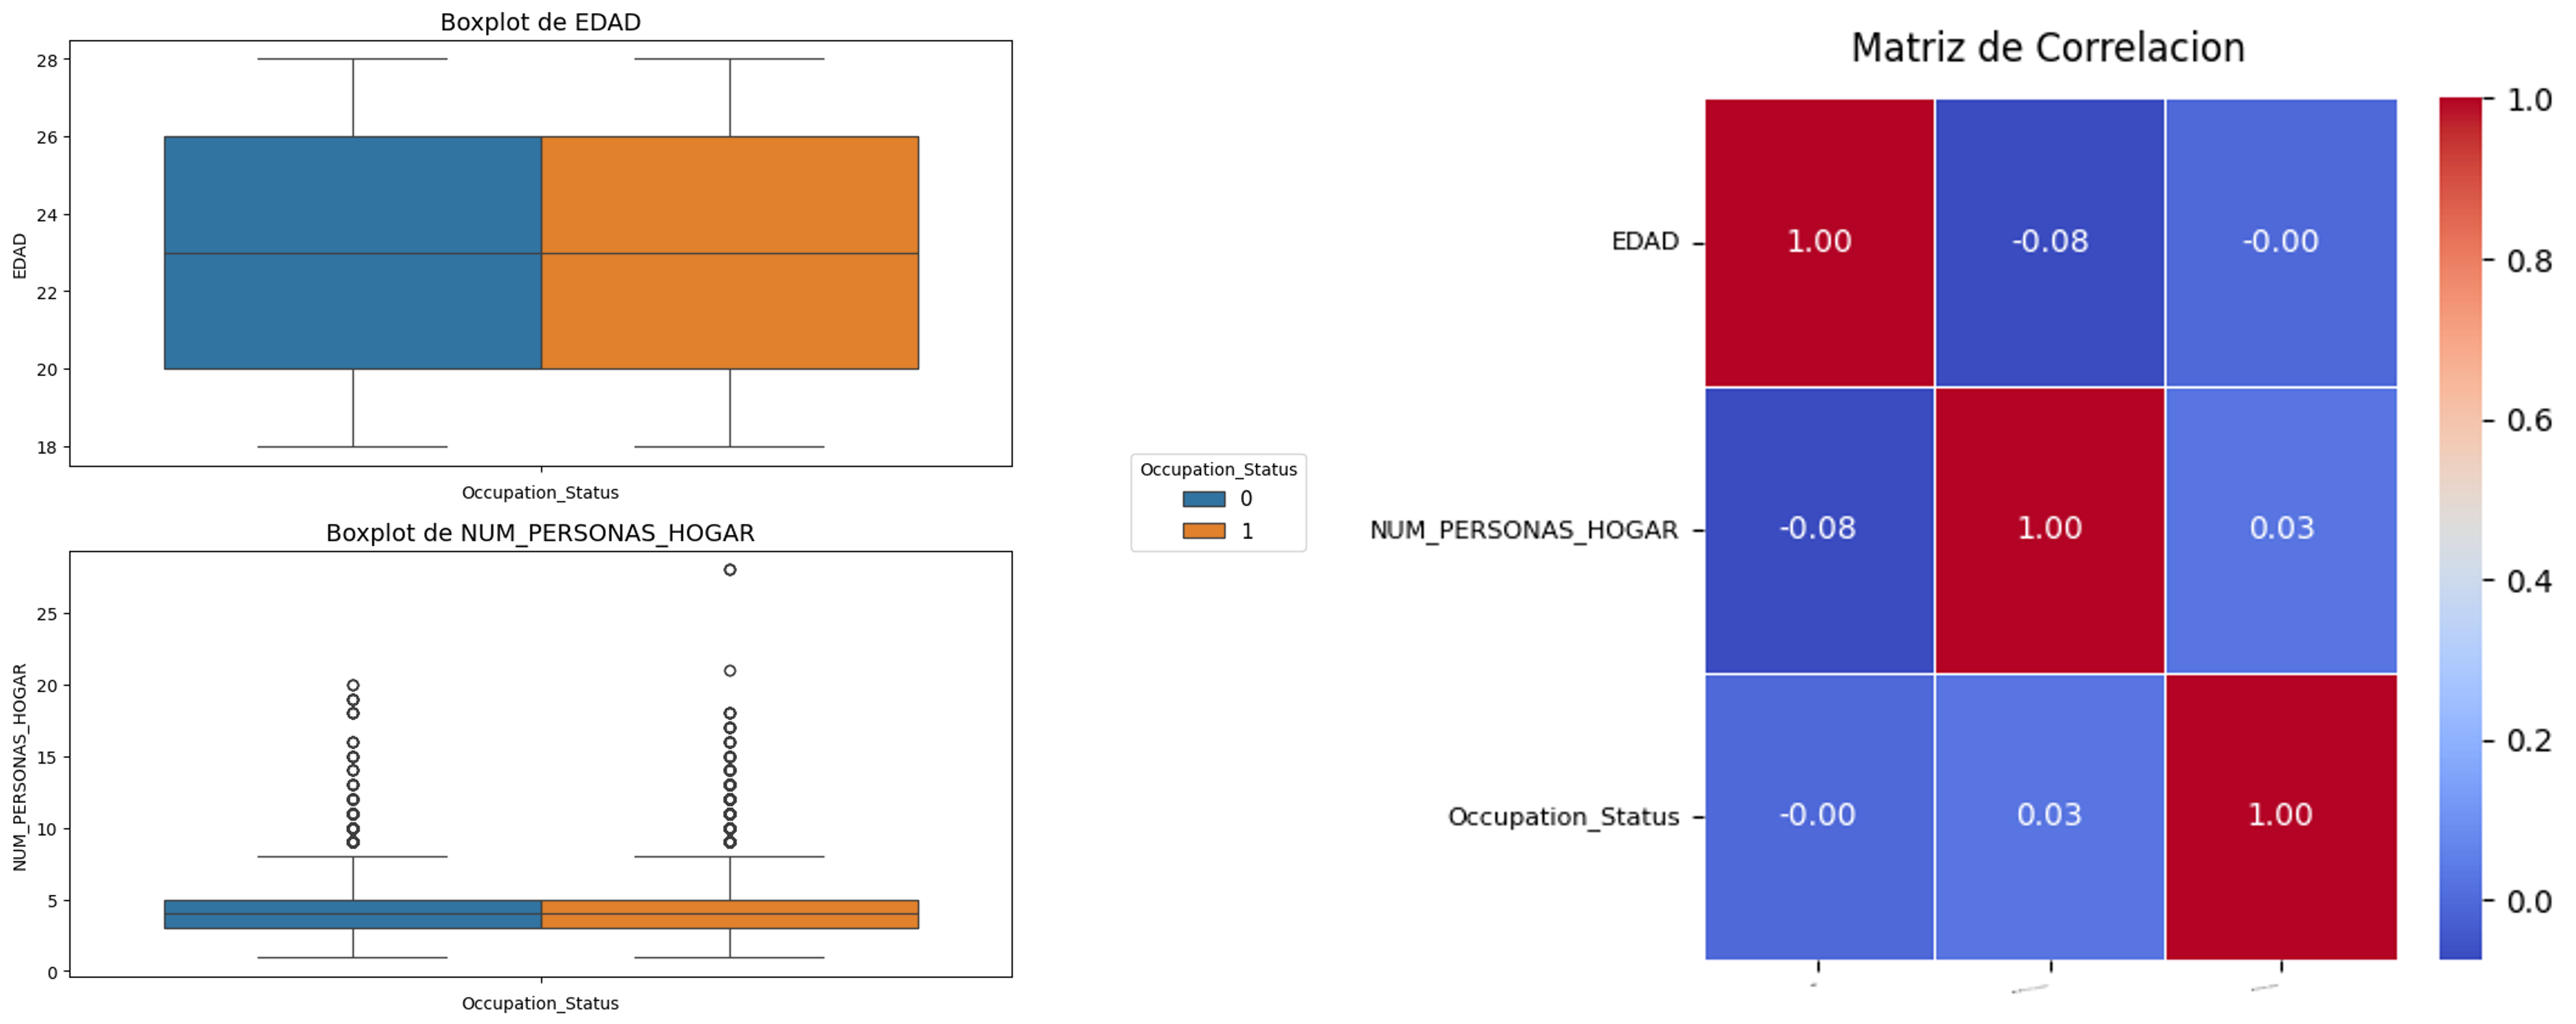 Boxplot de EDAD
28
26
24
22
20
18
EDAD
Occupation_Status
Boxplot de NUM_PERSONAS_HOGAR
25
20
15
10
5
0
NUM_PERSONAS_HOGAR
Occupation_Status
Occupation_Status
0
1
Matriz de Correlacion
EDAD
1.00 -0.08 -0.00
NUM_PERSONAS_HOGAR
-0.08 1.00 0.03
Occupation_Status
-0.00 0.03 1.00
1.0
0.8
0.6
0.4
0.2
0.0